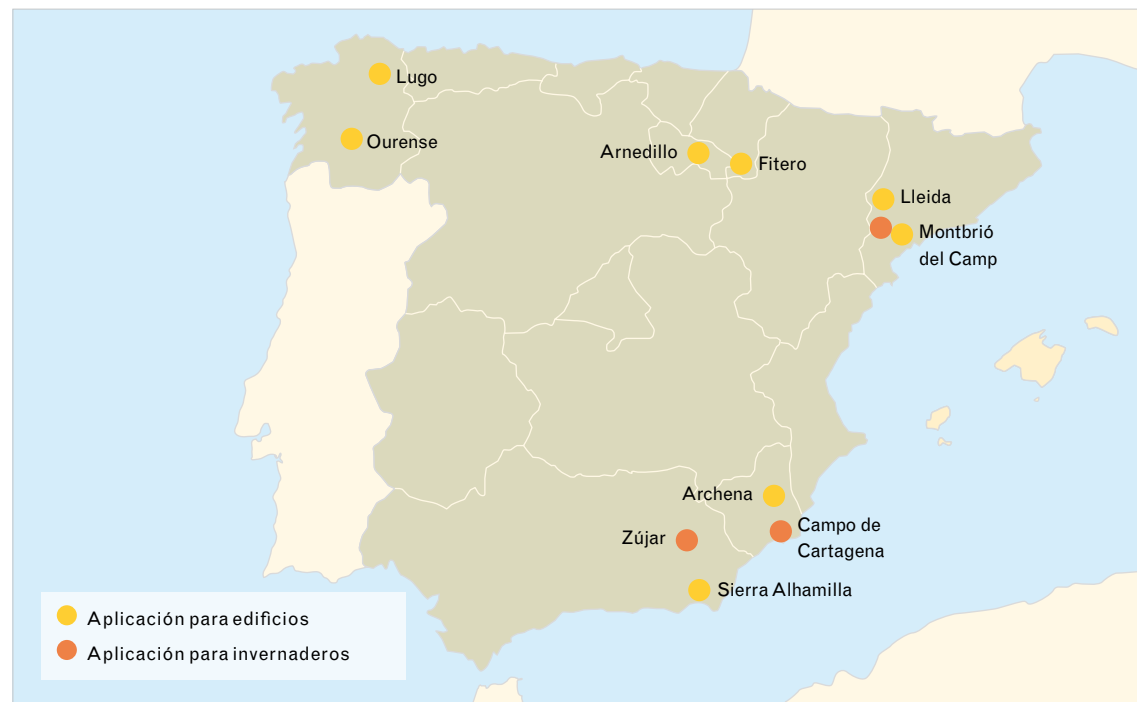 Lugo
Ourense
Arnedillo
Fitero
Lleida
Montbrió
del Camp
Archena
Campo de
Cartagena
Zújar
Sierra Alhamilla
Aplicación para edificios
Aplicación para invernaderos